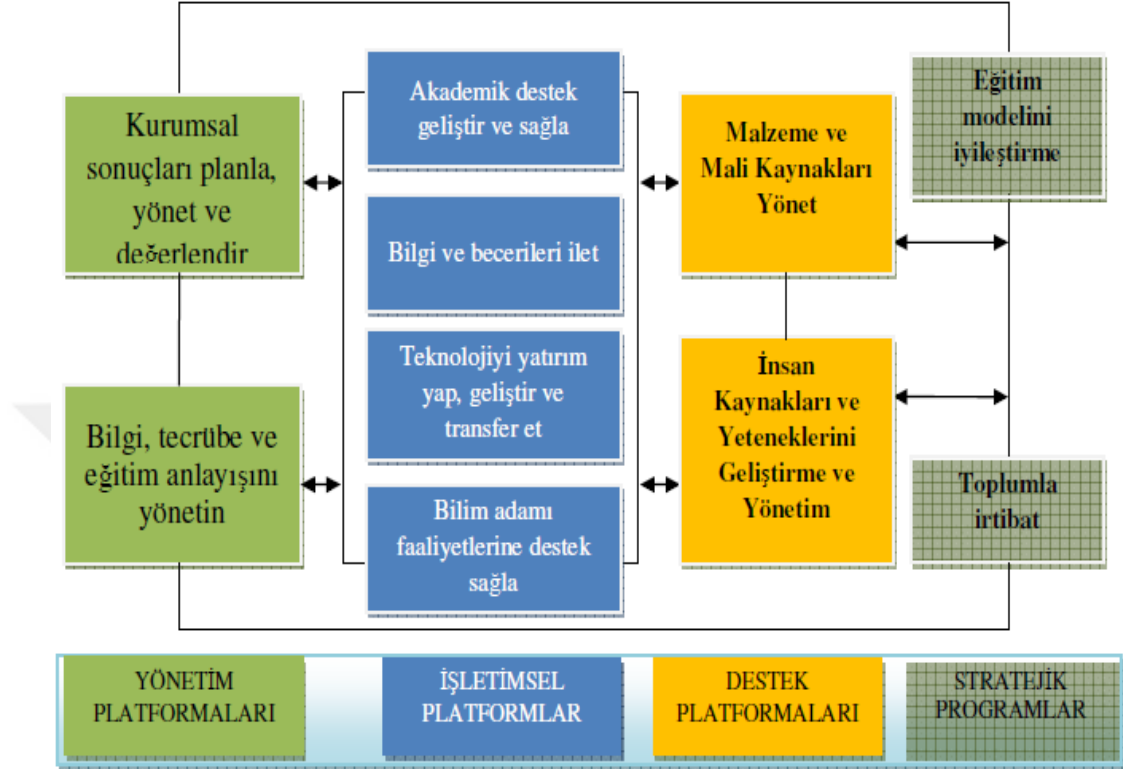 Kurumsal
sonuçları planla,
yönet ve
değerlendir
Bilgi, tecrübe ve
eğitim anlayışını
yönetin
Akademik destek
geliştir ve sağla
Bilgi ve becerileri ilet
Teknolojiyi yatırım
yap, geliştir ve
transfer et
Bilim adamı
faaliyetlerine destek
sağla
Malzeme ve
Mali Kaynakları
Yönet
İnsan
Kaynakları ve
Yeteneklerini
Geliştirme ve
Yönetim
Eğitim
modelini
iyileştirme
Toplumla
irtibat
YÖNETİM
PLATFORMALARI
İŞLETİMSEL
PLATFORMLAR
DESTEK
PLATFORMALARI
STRATEJİK
PROGRAMLAR